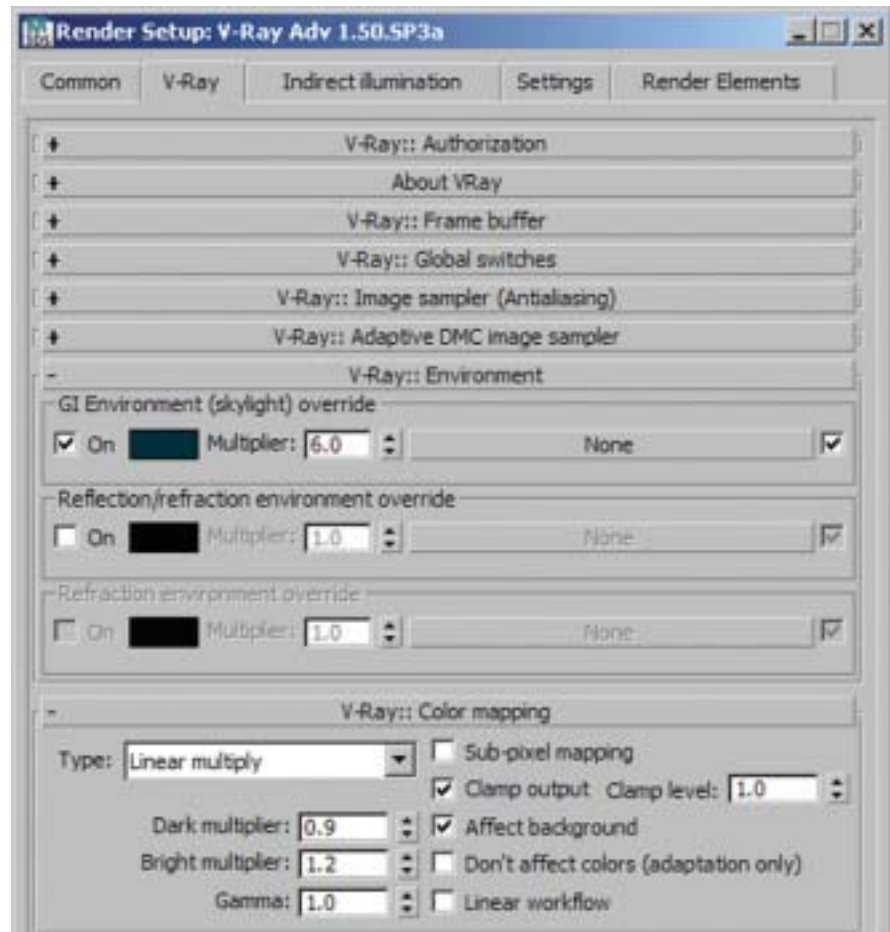 Render Setup: V-Ray Adv 1.50.SP3a
Common V-Ray Indirect illumination Settings Render Elements
+ V-Ray:: Authorization
+ About VRay
+ V-Ray:: Frame buffer
+ V-Ray:: Global switches
+ V-Ray:: Image sampler (Antialiasing)
+ V-Ray:: Adaptive DMC image sampler
- V-Ray:: Environment
GI Environment (skylight) override
On Multiplier: 6.0 None
Reflection/refraction environment override
On Multiplier: 1.0 None
Refraction environment override
On Multiplier: 1.0 None
- V-Ray:: Color mapping
Type: Linear multiply Sub-pixel mapping
Clamp output Clamp level: 1.0
Dark multiplier: 0.9 Affect background
Bright multiplier: 1.2 Don't affect colors (adaptation only)
Gamma: 1.0 Linear workflow